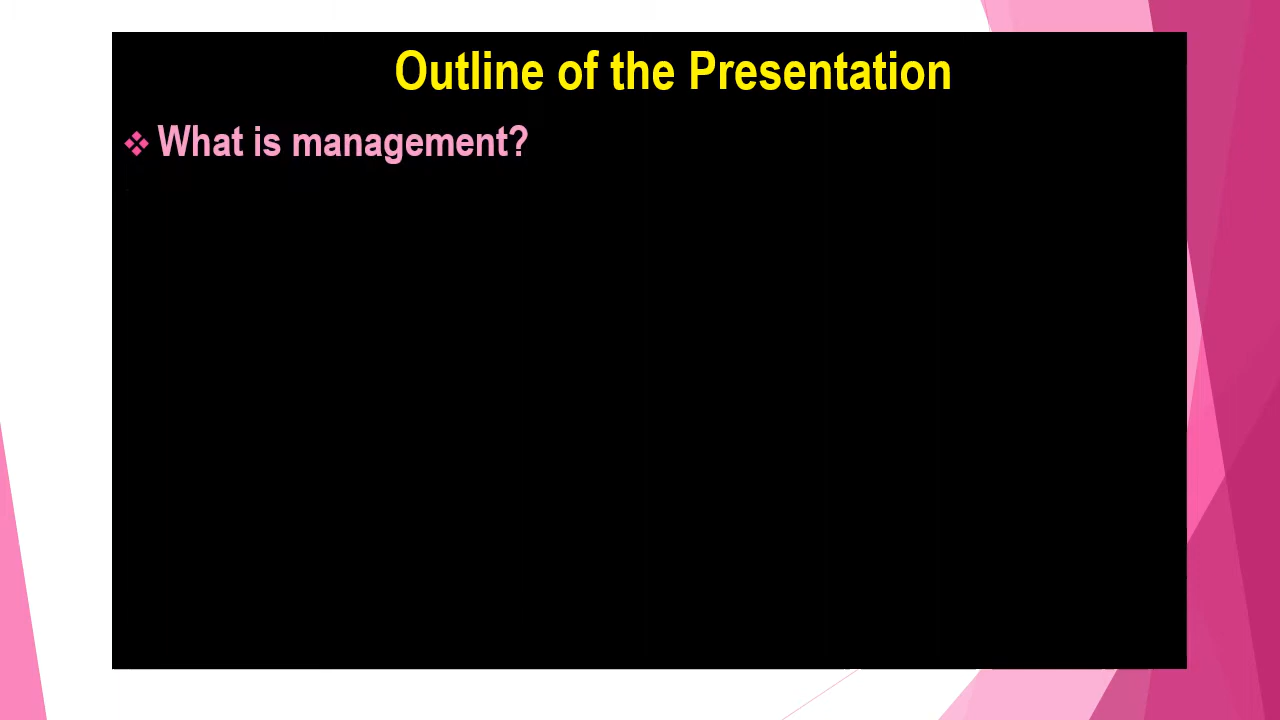 Outline of the Presentation
❖ What is management?